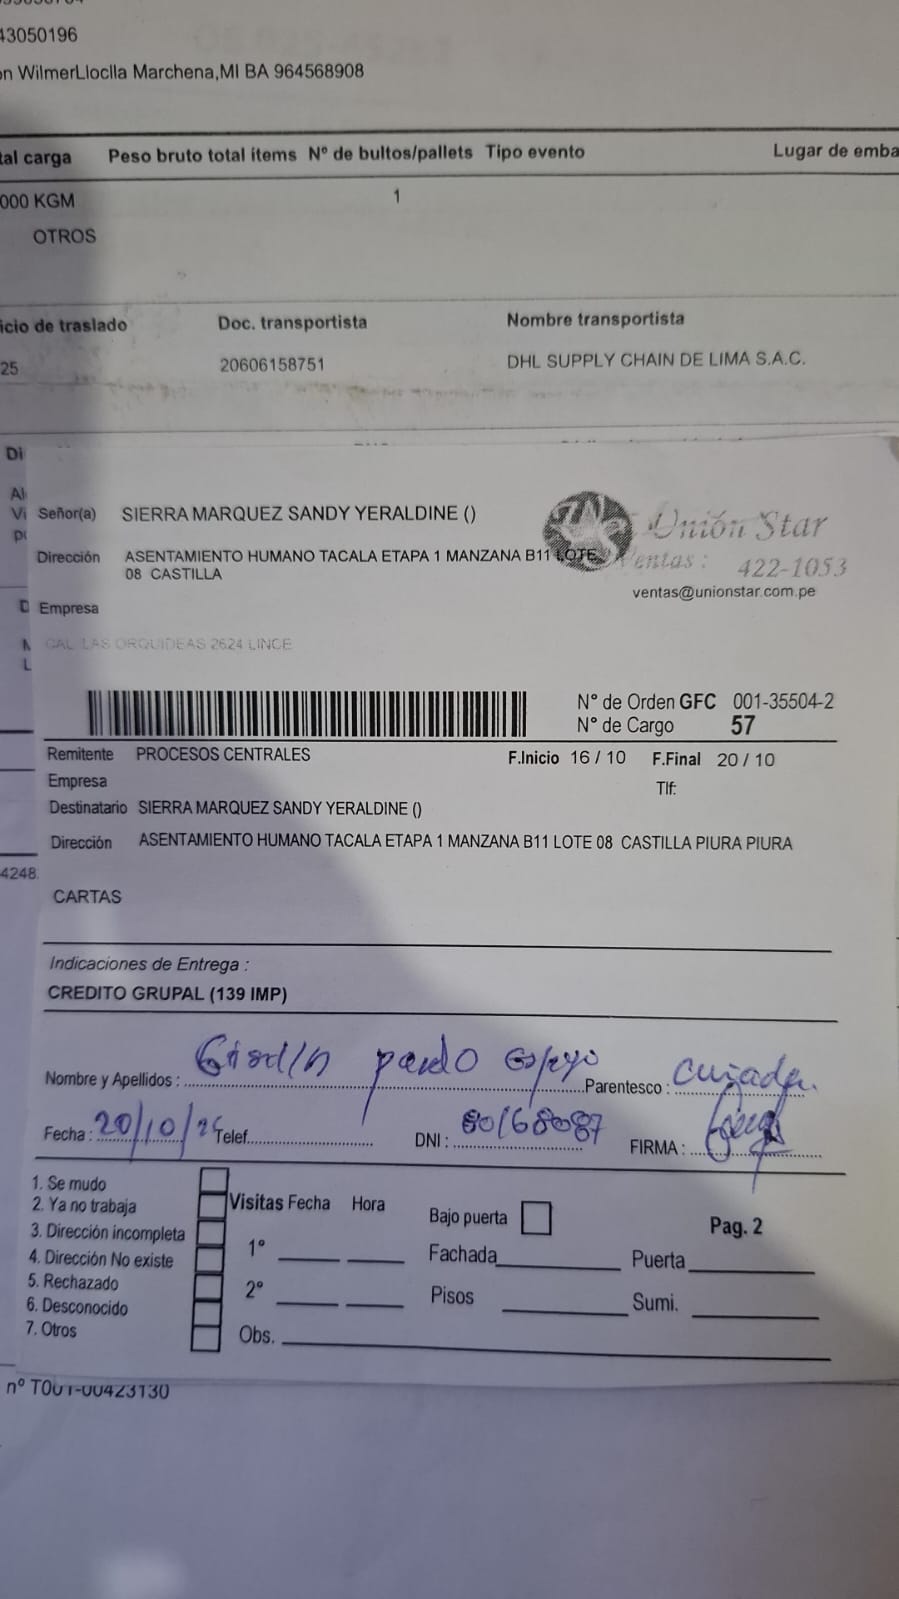 43050196
on WilmerLloclla Marchena,MI BA 964568908
tal carga Peso bruto total items N° de bultos/pallets Tipo evento Lugar de emba
000 KGM 1
OTROS
icio de traslado Doc. transportista Nombre transportista
25 20606158751 DHL SUPPLY CHAIN DE LIMA S.A.C.
Di
Al
Vi
Señor(a) SIERRA MARQUEZ SANDY YERALDINE ()
Unión Star
Dirección ASENTAMIENTO HUMANO TACALA ETAPA 1 MANZANA B11 LOTE
08 CASTILLA
Ventas : 422-1053
ventas@unionstar.com.pe
Empresa
CAL LAS ORQUIDEAS 2624 LINCE
N° de Orden GFC 001-35504-2
N° de Cargo 57
Remitente PROCESOS CENTRALES F.Inicio 16 / 10 F.Final 20 / 10
Empresa Tlf:
Destinatario SIERRA MARQUEZ SANDY YERALDINE ()
Dirección ASENTAMIENTO HUMANO TACALA ETAPA 1 MANZANA B11 LOTE 08 CASTILLA PIURA PIURA
4248
CARTAS
Indicaciones de Entrega :
CREDITO GRUPAL (139 IMP)
Nombre y Apellidos : pardo Parentesco : cuñada
Fecha : 20/10/25 Telef. DNI : 80168087 FIRMA :
1. Se mudo
2. Ya no trabaja
3. Dirección incompleta
4. Dirección No existe
5. Rechazado
6. Desconocido
7. Otros
Visitas Fecha Hora
1°
2°
Obs.
Bajo puerta Pag. 2
Fachada Puerta
Pisos Sumi.
nº T001-00423130